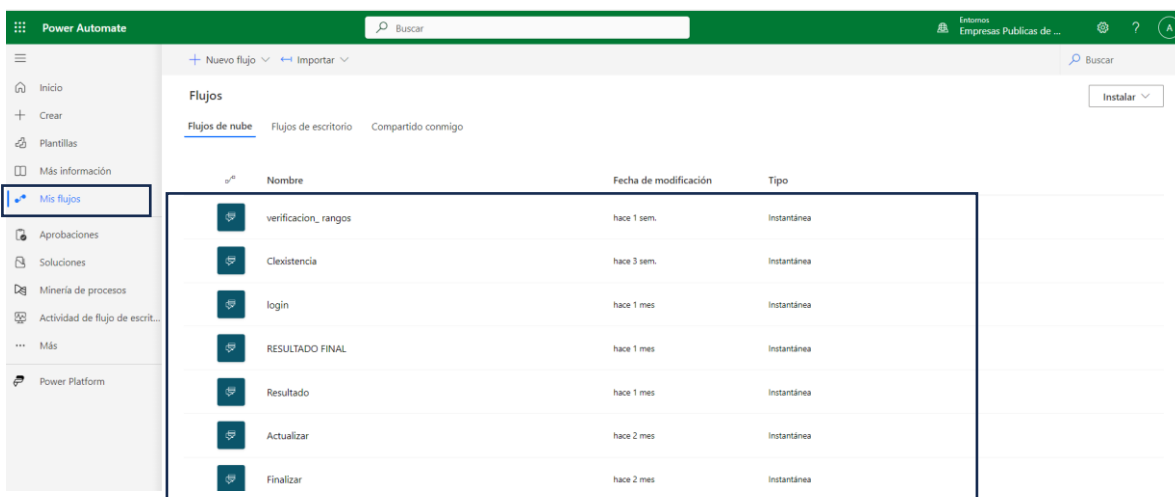 Power Automate
Buscar
Entornos
Empresas Publicas de ...
?
A
+ Nuevo flujo
Importar
Buscar
Inicio
Crear
Plantillas
Más información
Mis flujos
Aprobaciones
Soluciones
Minería de procesos
Actividad de flujo de escrit...
Más
Power Platform
Flujos
Instalar
Flujos de nube Flujos de escritorio Compartido conmigo
Nombre Fecha de modificación Tipo
verificacion_ rangos hace 1 sem. Instantánea
Clexistencia hace 3 sem. Instantánea
login hace 1 mes Instantánea
RESULTADO FINAL hace 1 mes Instantánea
Resultado hace 1 mes Instantánea
Actualizar hace 2 mes Instantánea
Finalizar hace 2 mes Instantánea